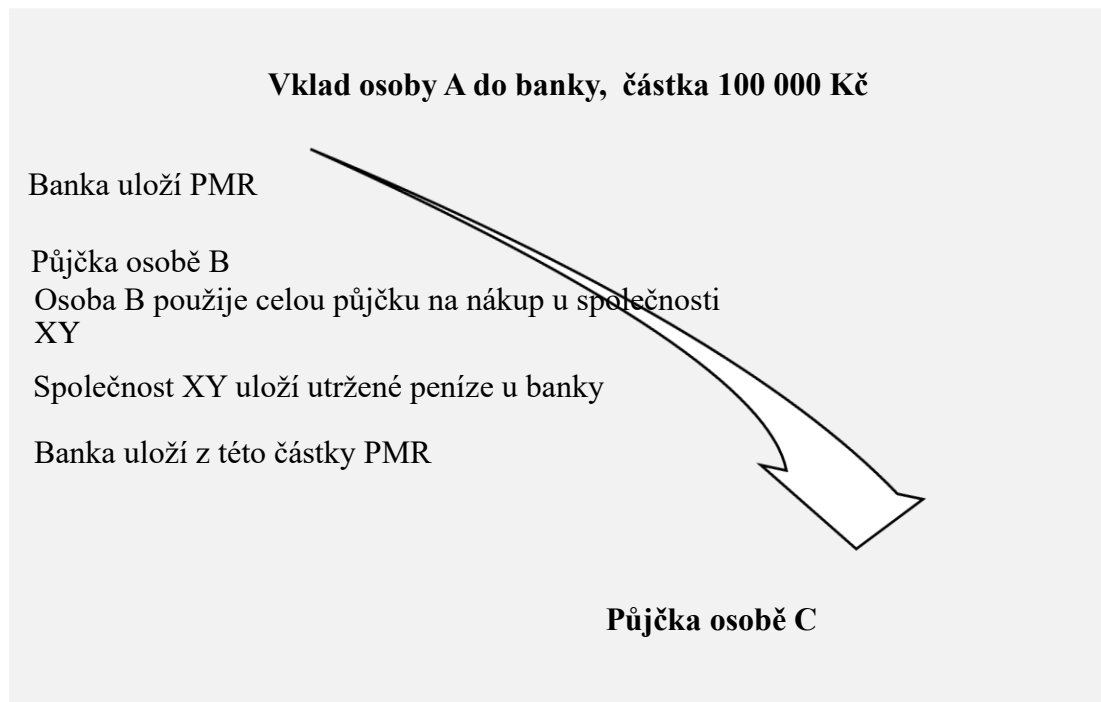 Vklad osoby A do banky,  částka 100 000 Kč
Banka uloží PMR
Půjčka osobě B
Osoba B použije celou půjčku na nákup u společnosti
XY
Společnost XY uloží utržené peníze u banky
Banka uloží z této částky PMR
Půjčka osobě C